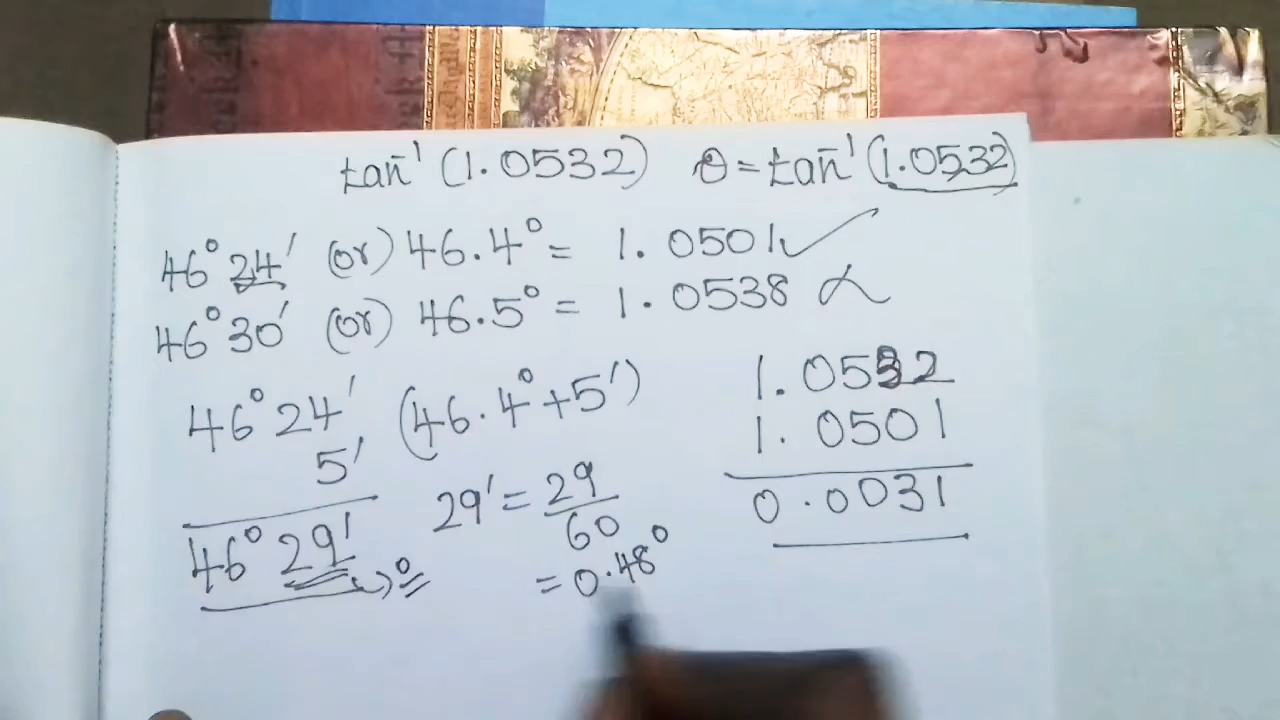 tan⁻¹(1.0532) θ = tan⁻¹(1.0532)
46° 24' (or) 46.4° = 1.0501 ✓
46° 30' (or) 46.5° = 1.0538
46° 24' (46.4° + 5')
5'
46° 29'
29' = 29/60
= 0.48°
1.0532
1.0501
0.0031